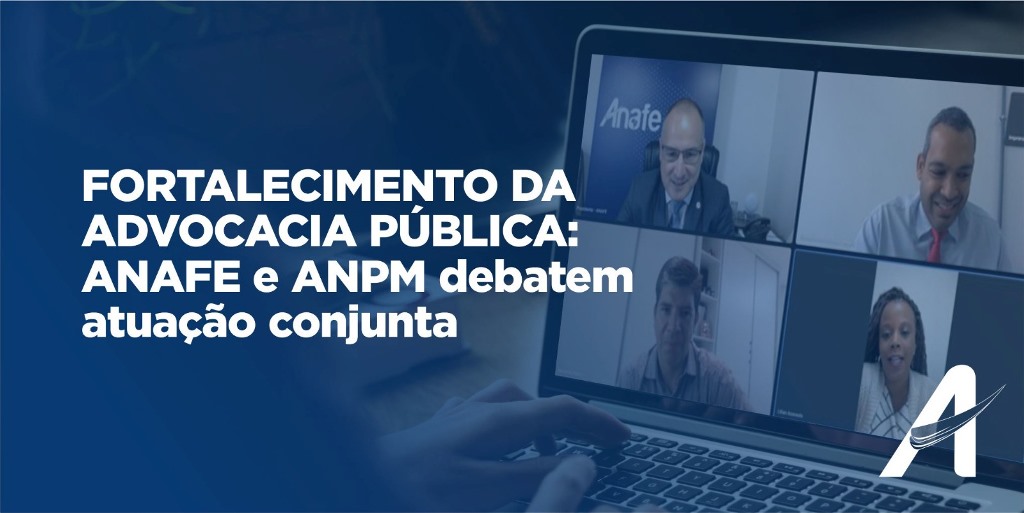 Anafe
FORTALECIMENTO DA
ADVOCACIA PÚBLICA:
ANAFE e ANPM debatem
atuação conjunta